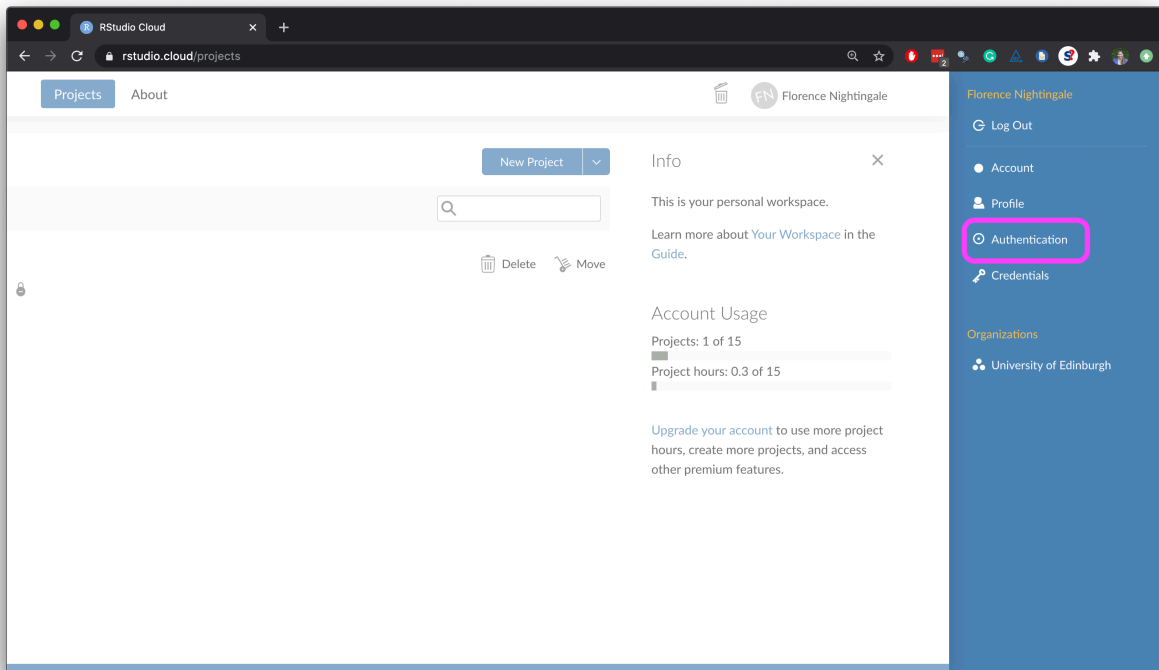 RStudio Cloud
rstudio.cloud/projects
2
Projects
About
FN
Florence Nightingale
New Project
Delete
Move
Info
This is your personal workspace.
Learn more about Your Workspace in the
Guide.
Account Usage
Projects: 1 of 15
Project hours: 0.3 of 15
Upgrade your account to use more project
hours, create more projects, and access
other premium features.
Florence Nightingale
Log Out
Account
Profile
Authentication
Credentials
Organizations
University of Edinburgh